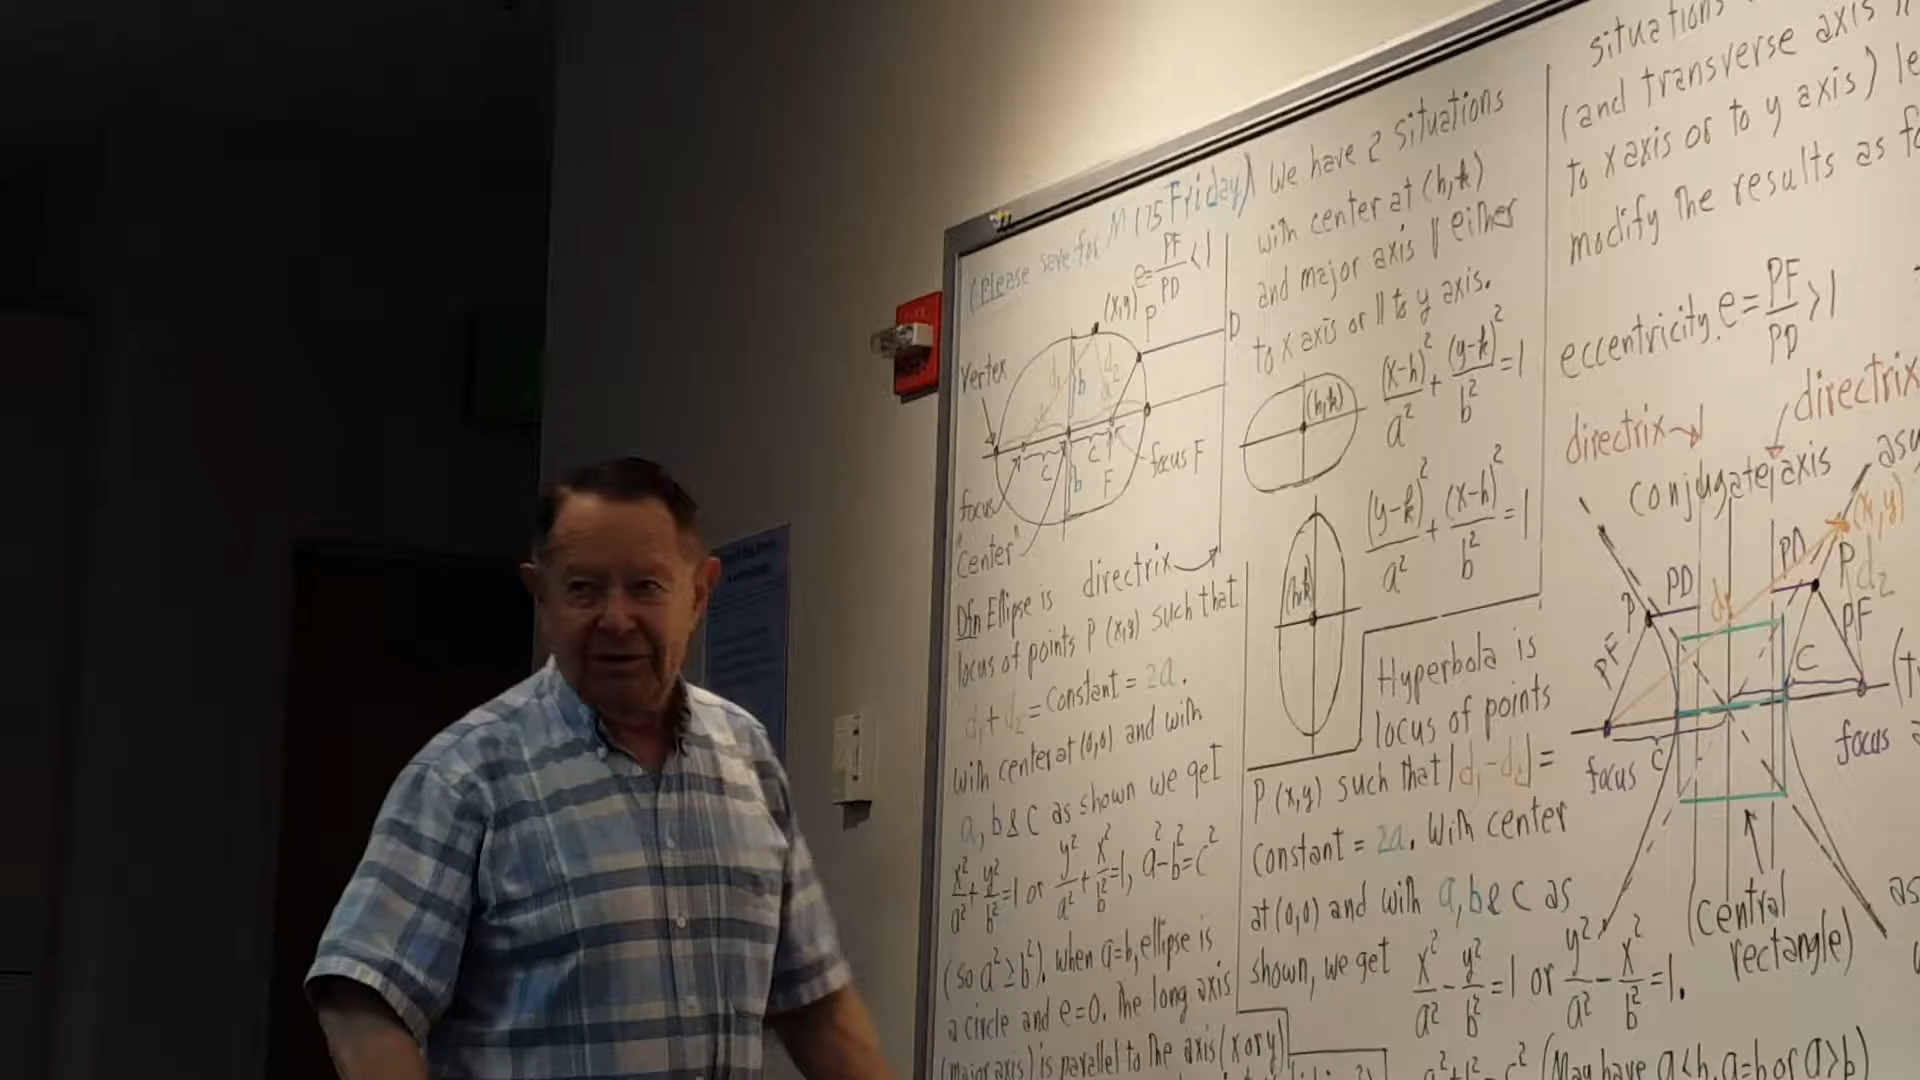 (Please save for M 175 Friday)
e = PF/PD < 1
(x,y)
P
D
Vertex
d₁
d₂
b
a
c
c
b
F
focus F
focus
"center"
directrix
Dfn Ellipse is
locus of points P (x,y) such that
d₁ + d₂ = constant = 2a.
With center at (0,0) and with
a, b & c as shown we get
x²/a² + y²/b² = 1 or y²/a² + x²/b² = 1, a² - b² = c²
(so a² ≥ b²). When a=b, ellipse is
a circle and e=0. The long axis
(major axis) is parallel to the axis (x or y)
We have 2 situations
with center at (h,k)
and major axis || either
to x axis or || to y axis.
(h,k)
(x-h)²/a² + (y-k)²/b² = 1
(h,k)
(y-k)²/a² + (x-h)²/b² = 1
Hyperbola is
locus of points
P (x,y) such that |d₁ - d₂| =
constant = 2a. With center
at (0,0) and with a, b & c as
shown, we get x²/a² - y²/b² = 1 or y²/a² - x²/b² = 1.
c² (May have a<b, a=b or a>b)
situations
(and transverse axis ||
to x axis or to y axis)
modify the results as
eccentricity, e = PF/PD > 1
directrix
directrix
conjugate axis
(x,y)
P
PD
PD
P
d₁
d₂
PF
PF
c
c
focus
focus
(central
rectangle)